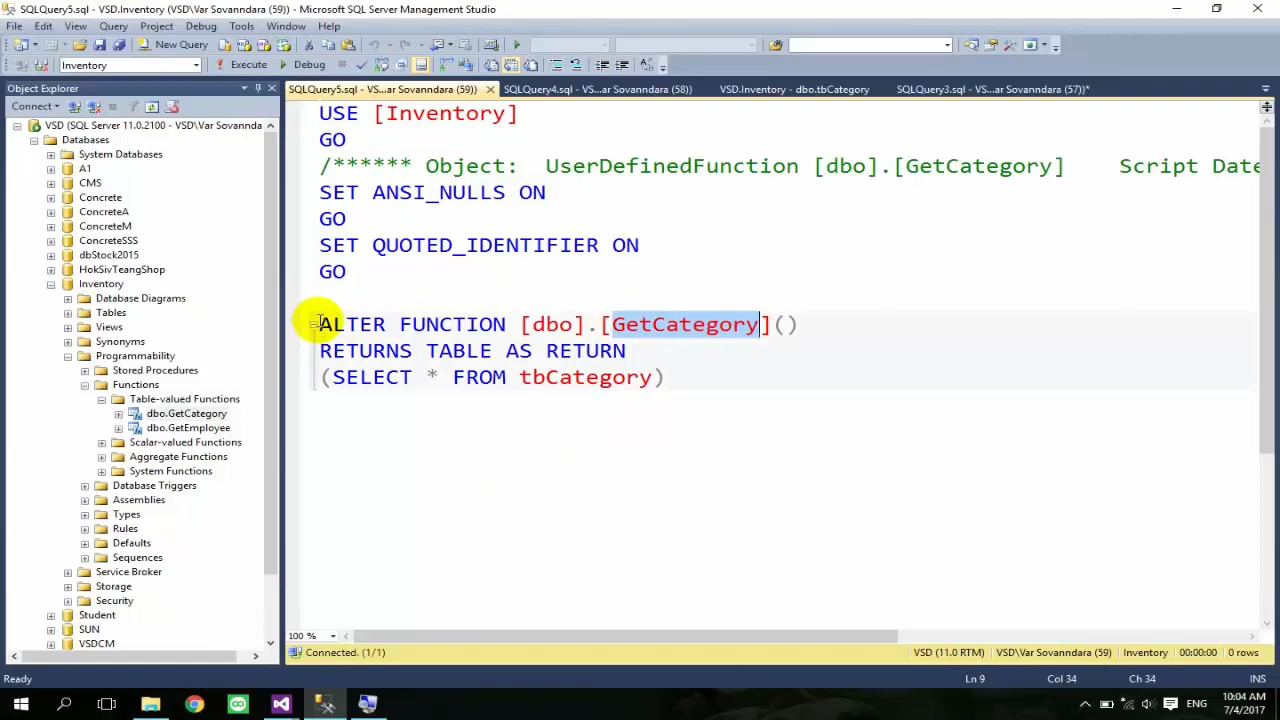 SQLQuery5.sql - VSD.Inventory (VSD\Var Sovanndara (59)) - Microsoft SQL Server Management Studio
File Edit View Query Project Debug Tools Window Help
New Query
Inventory Execute Debug
Object Explorer
SQLQuery5.sql - VS...ar Sovanndara (59)) SQLQuery4.sql - VS...ar Sovanndara (58)) VSD.Inventory - dbo.tbCategory SQLQuery3.sql - VS...ar Sovanndara (57))*
Connect
VSD (SQL Server 11.0.2100 - VSD\Var Sovannda
Databases
System Databases
A1
CMS
Concrete
ConcreteA
ConcreteM
ConcreteSSS
dbStock2015
HokSivTeangShop
Inventory
Database Diagrams
Tables
Views
Synonyms
Programmability
Stored Procedures
Functions
Table-valued Functions
dbo.GetCategory
dbo.GetEmployee
Scalar-valued Functions
Aggregate Functions
System Functions
Database Triggers
Assemblies
Types
Rules
Defaults
Sequences
Service Broker
Storage
Security
Student
SUN
VSDCM
USE [Inventory]
GO
/****** Object:  UserDefinedFunction [dbo].[GetCategory]    Script Date
SET ANSI_NULLS ON
GO
SET QUOTED_IDENTIFIER ON
GO
ALTER FUNCTION [dbo].[GetCategory]()
RETURNS TABLE AS RETURN
(SELECT * FROM tbCategory)
100 %
Connected. (1/1) VSD (11.0 RTM) VSD\Var Sovanndara (59) Inventory 00:00:00 0 rows
Ready Ln 9 Col 34 Ch 34 INS
ENG
10:04 AM
7/4/2017